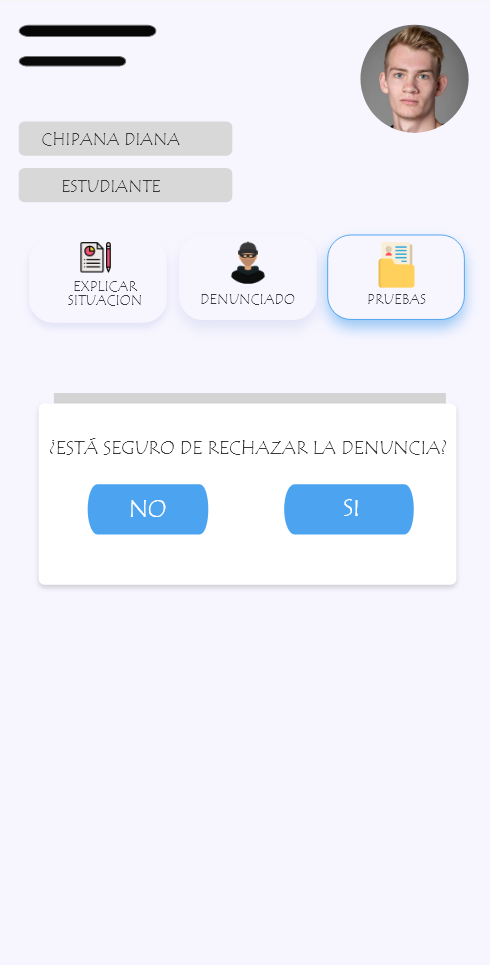 CHIPANA DIANA
ESTUDIANTE
EXPLICAR
SITUACION
DENUNCIADO
PRUEBAS
¿ESTÁ SEGURO DE RECHAZAR LA DENUNCIA?
NO
SI